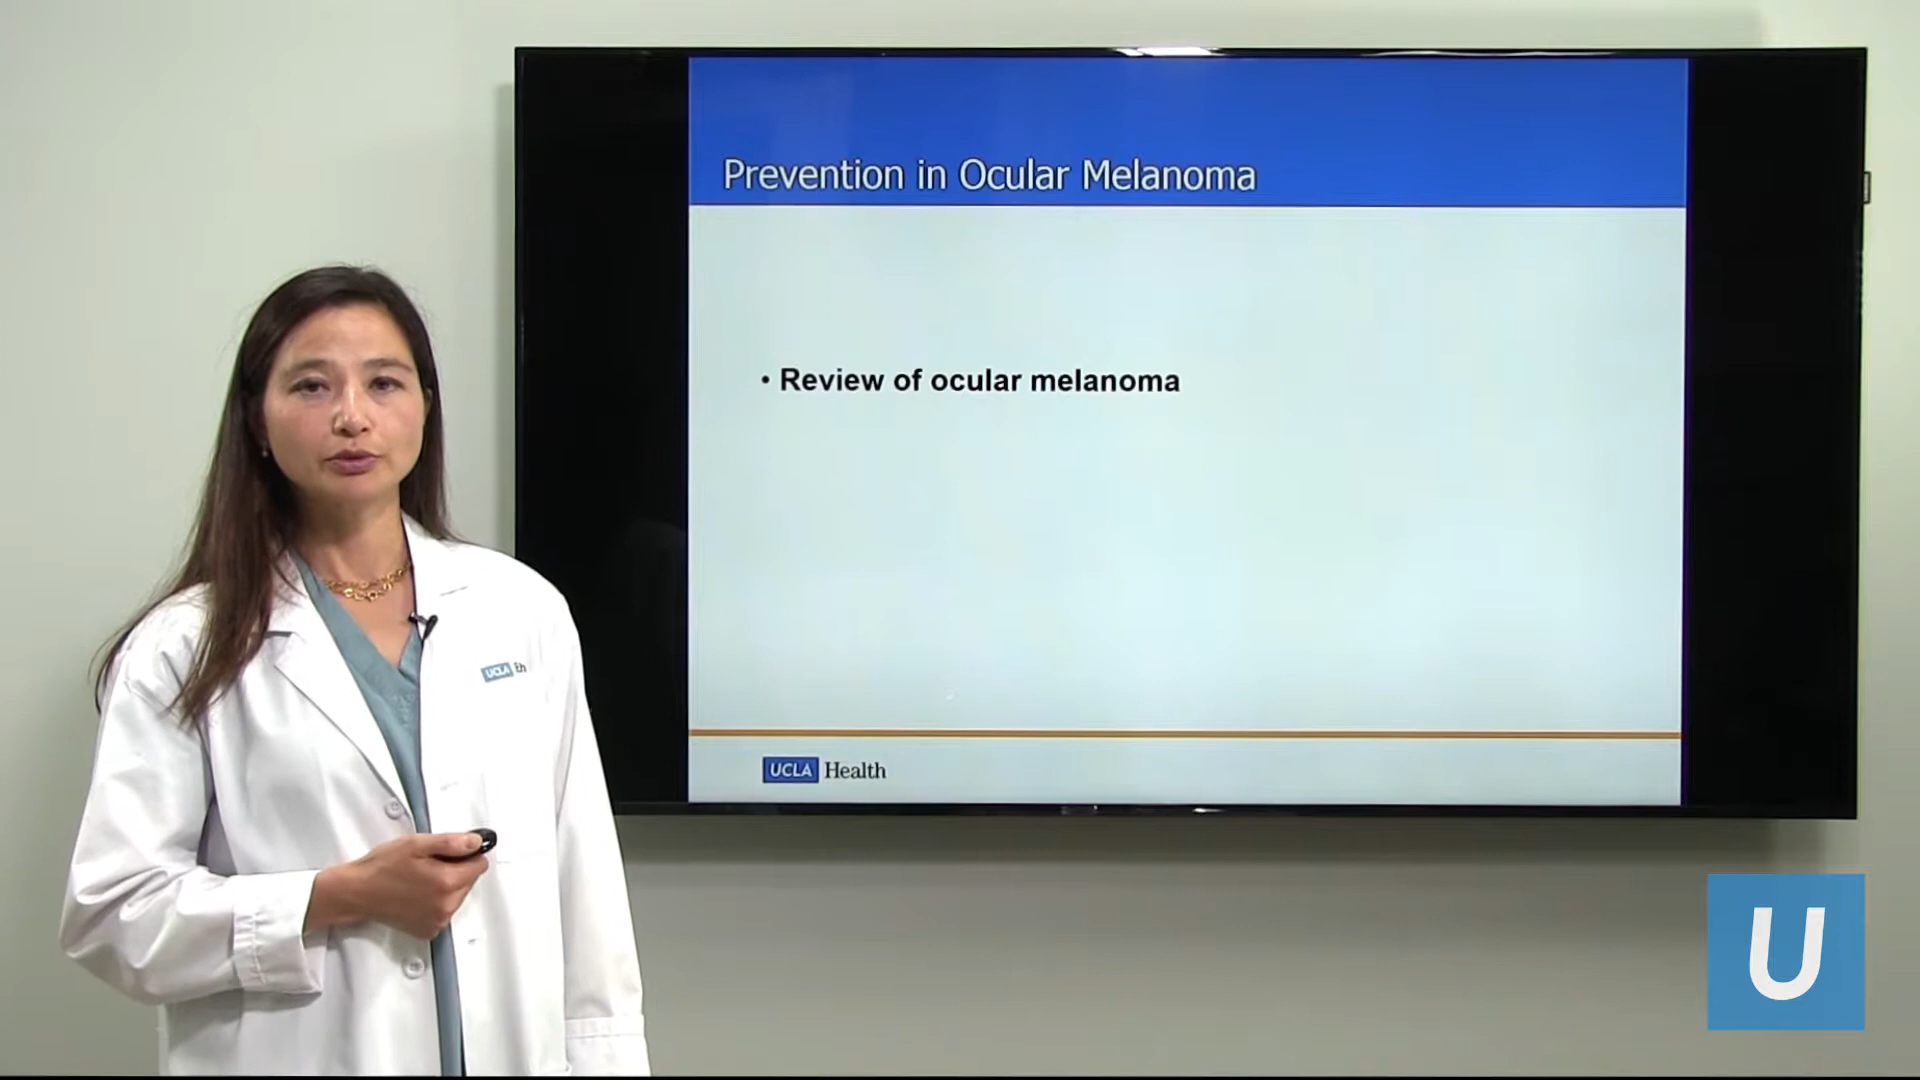 Prevention in Ocular Melanoma
• Review of ocular melanoma
UCLA Health
UCLA
U